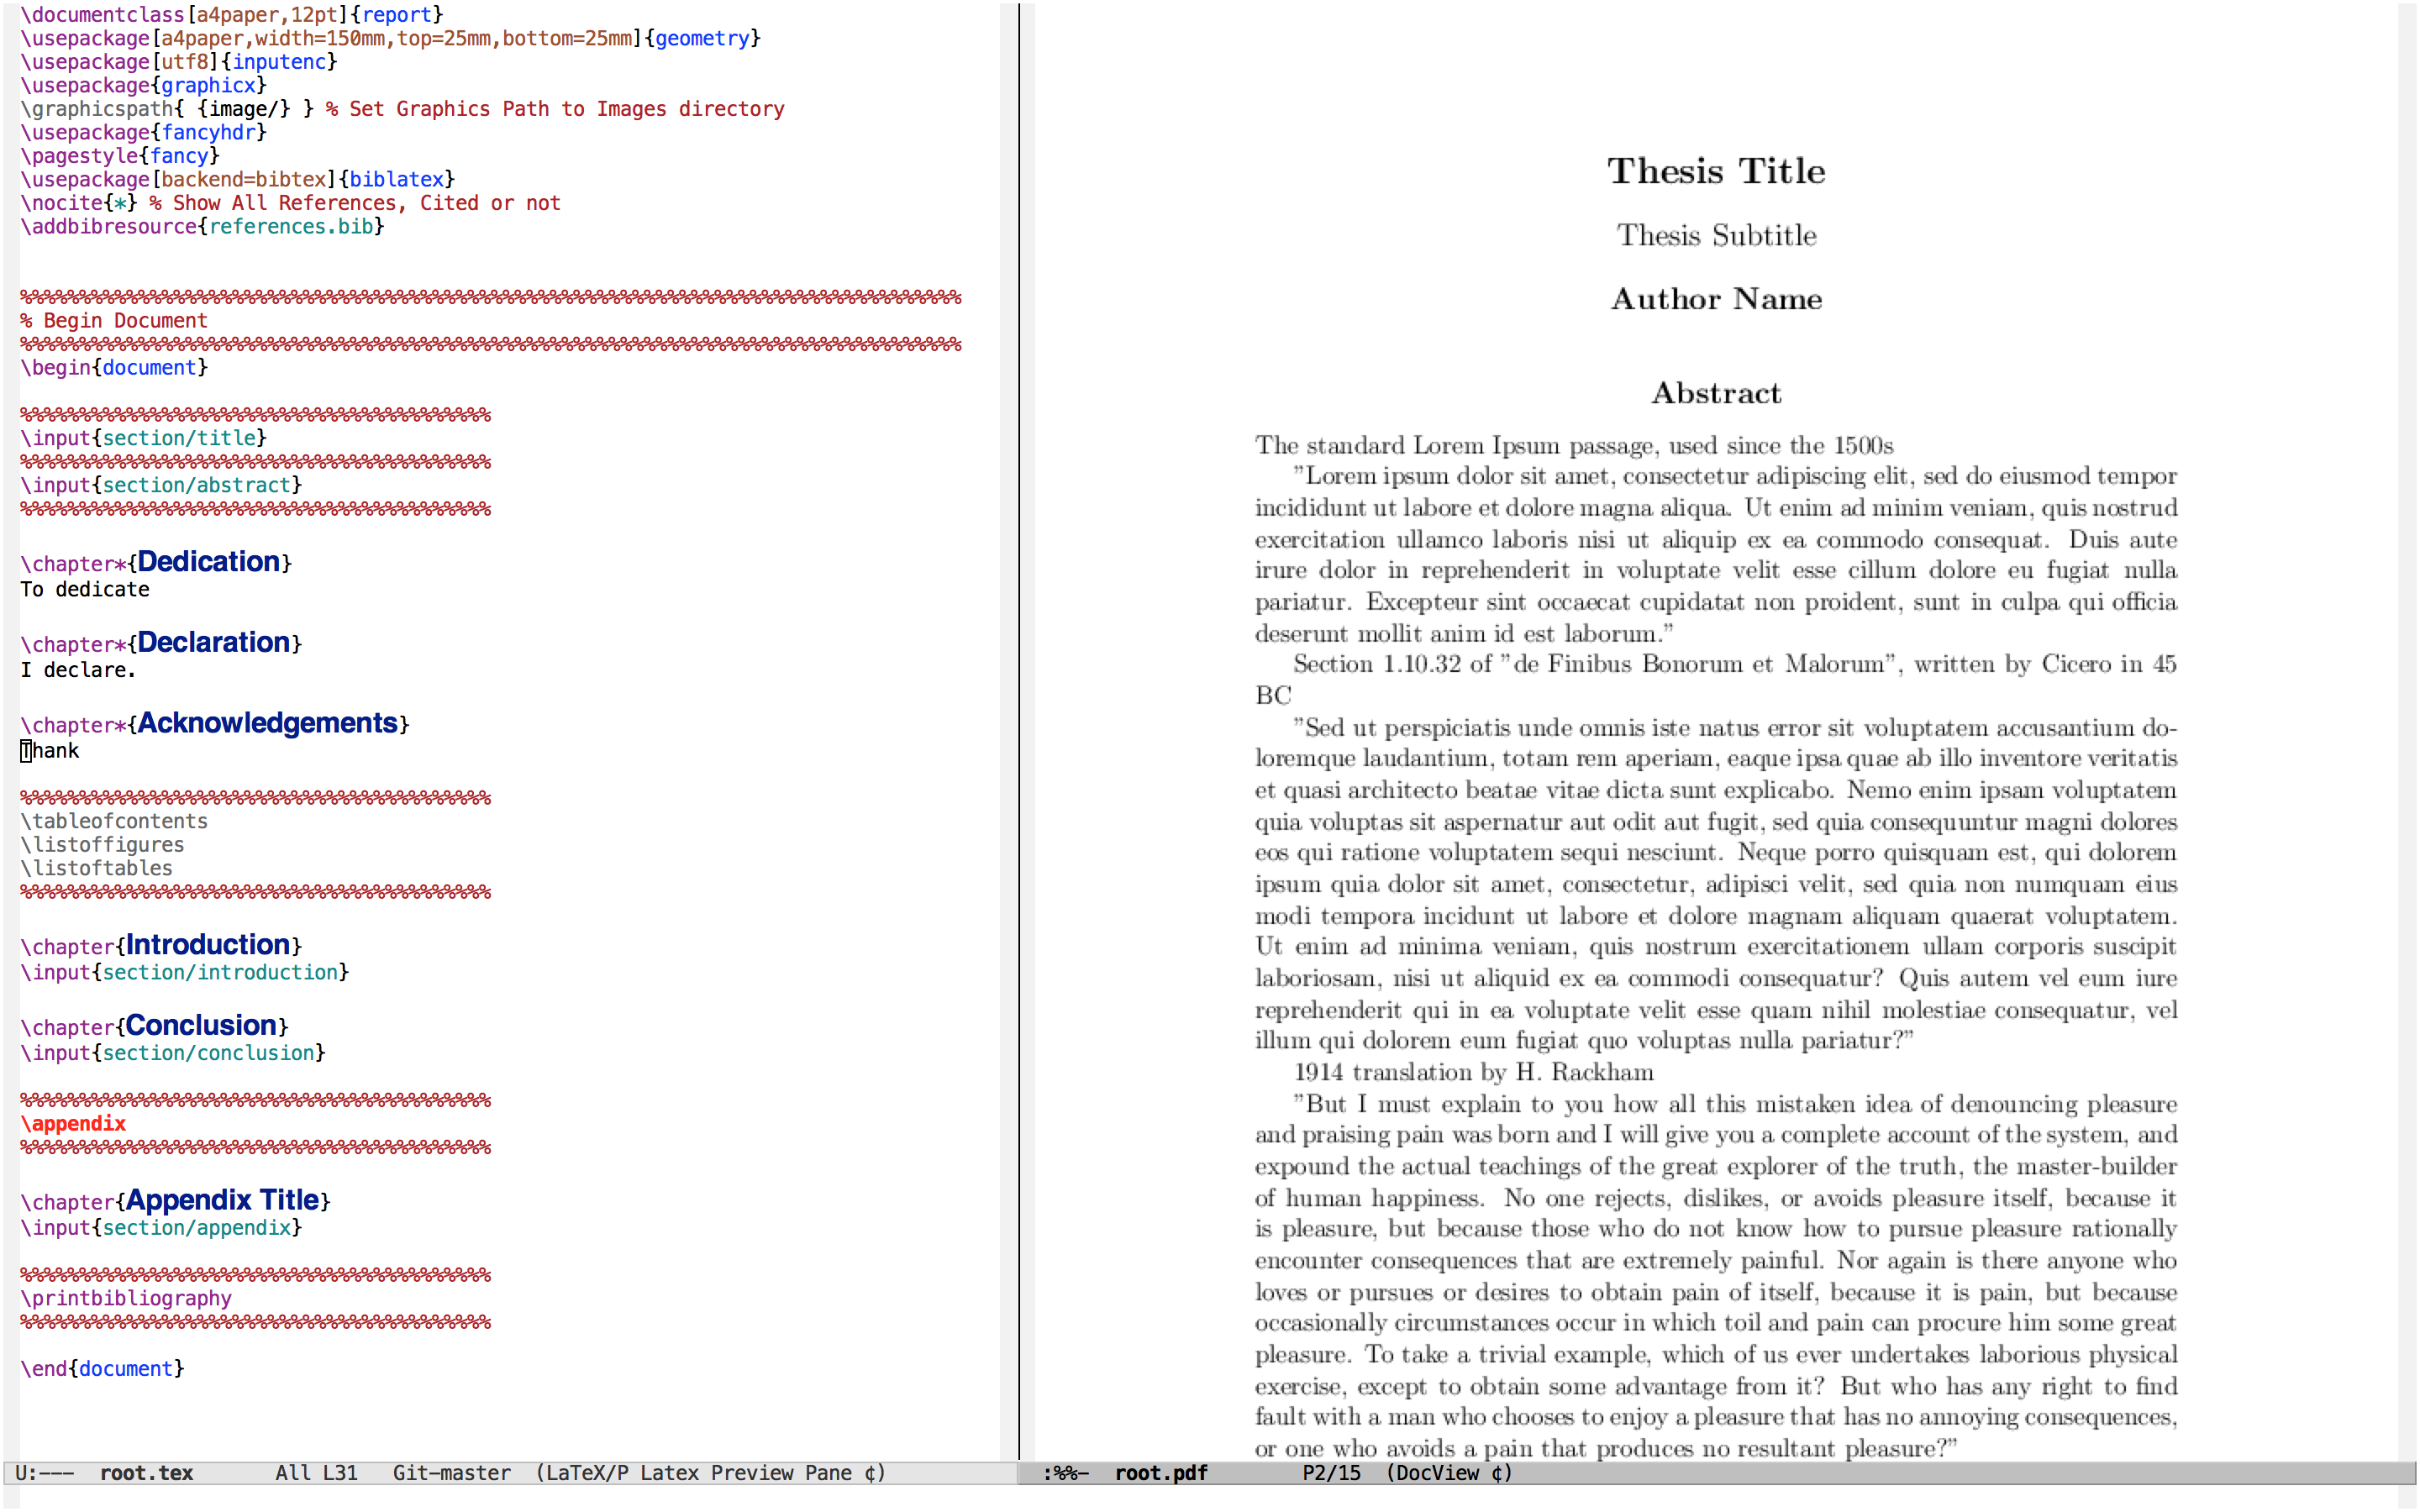 \documentclass[a4paper,12pt]{report}
\usepackage[a4paper,width=150mm,top=25mm,bottom=25mm]{geometry}
\usepackage[utf8]{inputenc}
\usepackage{graphicx}
\graphicspath{ {image/} } % Set Graphics Path to Images directory
\usepackage{fancyhdr}
\pagestyle{fancy}
\usepackage[backend=bibtex]{biblatex}
\nocite{*} % Show All References, Cited or not
\addbibresource{references.bib}
%%%%%%%%%%%%%%%%%%%%%%%%%%%%%%%%%%%%%%%%%%%%%%%%%%%%%%%%%%%%%%%%%%%%%%%%%%%%%%%%%%
% Begin Document
%%%%%%%%%%%%%%%%%%%%%%%%%%%%%%%%%%%%%%%%%%%%%%%%%%%%%%%%%%%%%%%%%%%%%%%%%%%%%%%%%%
\begin{document}
%%%%%%%%%%%%%%%%%%%%%%%%%%%%%%%%%%%%%%%%
\input{section/title}
%%%%%%%%%%%%%%%%%%%%%%%%%%%%%%%%%%%%%%%%
\input{section/abstract}
%%%%%%%%%%%%%%%%%%%%%%%%%%%%%%%%%%%%%%%%
\chapter*{Dedication}
To dedicate
\chapter*{Declaration}
I declare.
\chapter*{Acknowledgements}
Thank
%%%%%%%%%%%%%%%%%%%%%%%%%%%%%%%%%%%%%%%%
\tableofcontents
\listoffigures
\listoftables
%%%%%%%%%%%%%%%%%%%%%%%%%%%%%%%%%%%%%%%%
\chapter{Introduction}
\input{section/introduction}
\chapter{Conclusion}
\input{section/conclusion}
%%%%%%%%%%%%%%%%%%%%%%%%%%%%%%%%%%%%%%%%
\appendix
%%%%%%%%%%%%%%%%%%%%%%%%%%%%%%%%%%%%%%%%
\chapter{Appendix Title}
\input{section/appendix}
%%%%%%%%%%%%%%%%%%%%%%%%%%%%%%%%%%%%%%%%
\printbibliography
%%%%%%%%%%%%%%%%%%%%%%%%%%%%%%%%%%%%%%%%
\end{document}
U:--- root.tex All L31 Git-master (LaTeX/P Latex Preview Pane ¢)
Thesis Title
Thesis Subtitle
Author Name
Abstract
The standard Lorem Ipsum passage, used since the 1500s
”Lorem ipsum dolor sit amet, consectetur adipiscing elit, sed do eiusmod tempor
incididunt ut labore et dolore magna aliqua. Ut enim ad minim veniam, quis nostrud
exercitation ullamco laboris nisi ut aliquip ex ea commodo consequat. Duis aute
irure dolor in reprehenderit in voluptate velit esse cillum dolore eu fugiat nulla
pariatur. Excepteur sint occaecat cupidatat non proident, sunt in culpa qui officia
deserunt mollit anim id est laborum.”
Section 1.10.32 of ”de Finibus Bonorum et Malorum”, written by Cicero in 45
BC
”Sed ut perspiciatis unde omnis iste natus error sit voluptatem accusantium do-
loremque laudantium, totam rem aperiam, eaque ipsa quae ab illo inventore veritatis
et quasi architecto beatae vitae dicta sunt explicabo. Nemo enim ipsam voluptatem
quia voluptas sit aspernatur aut odit aut fugit, sed quia consequuntur magni dolores
eos qui ratione voluptatem sequi nesciunt. Neque porro quisquam est, qui dolorem
ipsum quia dolor sit amet, consectetur, adipisci velit, sed quia non numquam eius
modi tempora incidunt ut labore et dolore magnam aliquam quaerat voluptatem.
Ut enim ad minima veniam, quis nostrum exercitationem ullam corporis suscipit
laboriosam, nisi ut aliquid ex ea commodi consequatur? Quis autem vel eum iure
reprehenderit qui in ea voluptate velit esse quam nihil molestiae consequatur, vel
illum qui dolorem eum fugiat quo voluptas nulla pariatur?”
1914 translation by H. Rackham
”But I must explain to you how all this mistaken idea of denouncing pleasure
and praising pain was born and I will give you a complete account of the system, and
expound the actual teachings of the great explorer of the truth, the master-builder
of human happiness. No one rejects, dislikes, or avoids pleasure itself, because it
is pleasure, but because those who do not know how to pursue pleasure rationally
encounter consequences that are extremely painful. Nor again is there anyone who
loves or pursues or desires to obtain pain of itself, because it is pain, but because
occasionally circumstances occur in which toil and pain can procure him some great
pleasure. To take a trivial example, which of us ever undertakes laborious physical
exercise, except to obtain some advantage from it? But who has any right to find
fault with a man who chooses to enjoy a pleasure that has no annoying consequences,
or one who avoids a pain that produces no resultant pleasure?”
:%%- root.pdf P2/15 (DocView ¢)